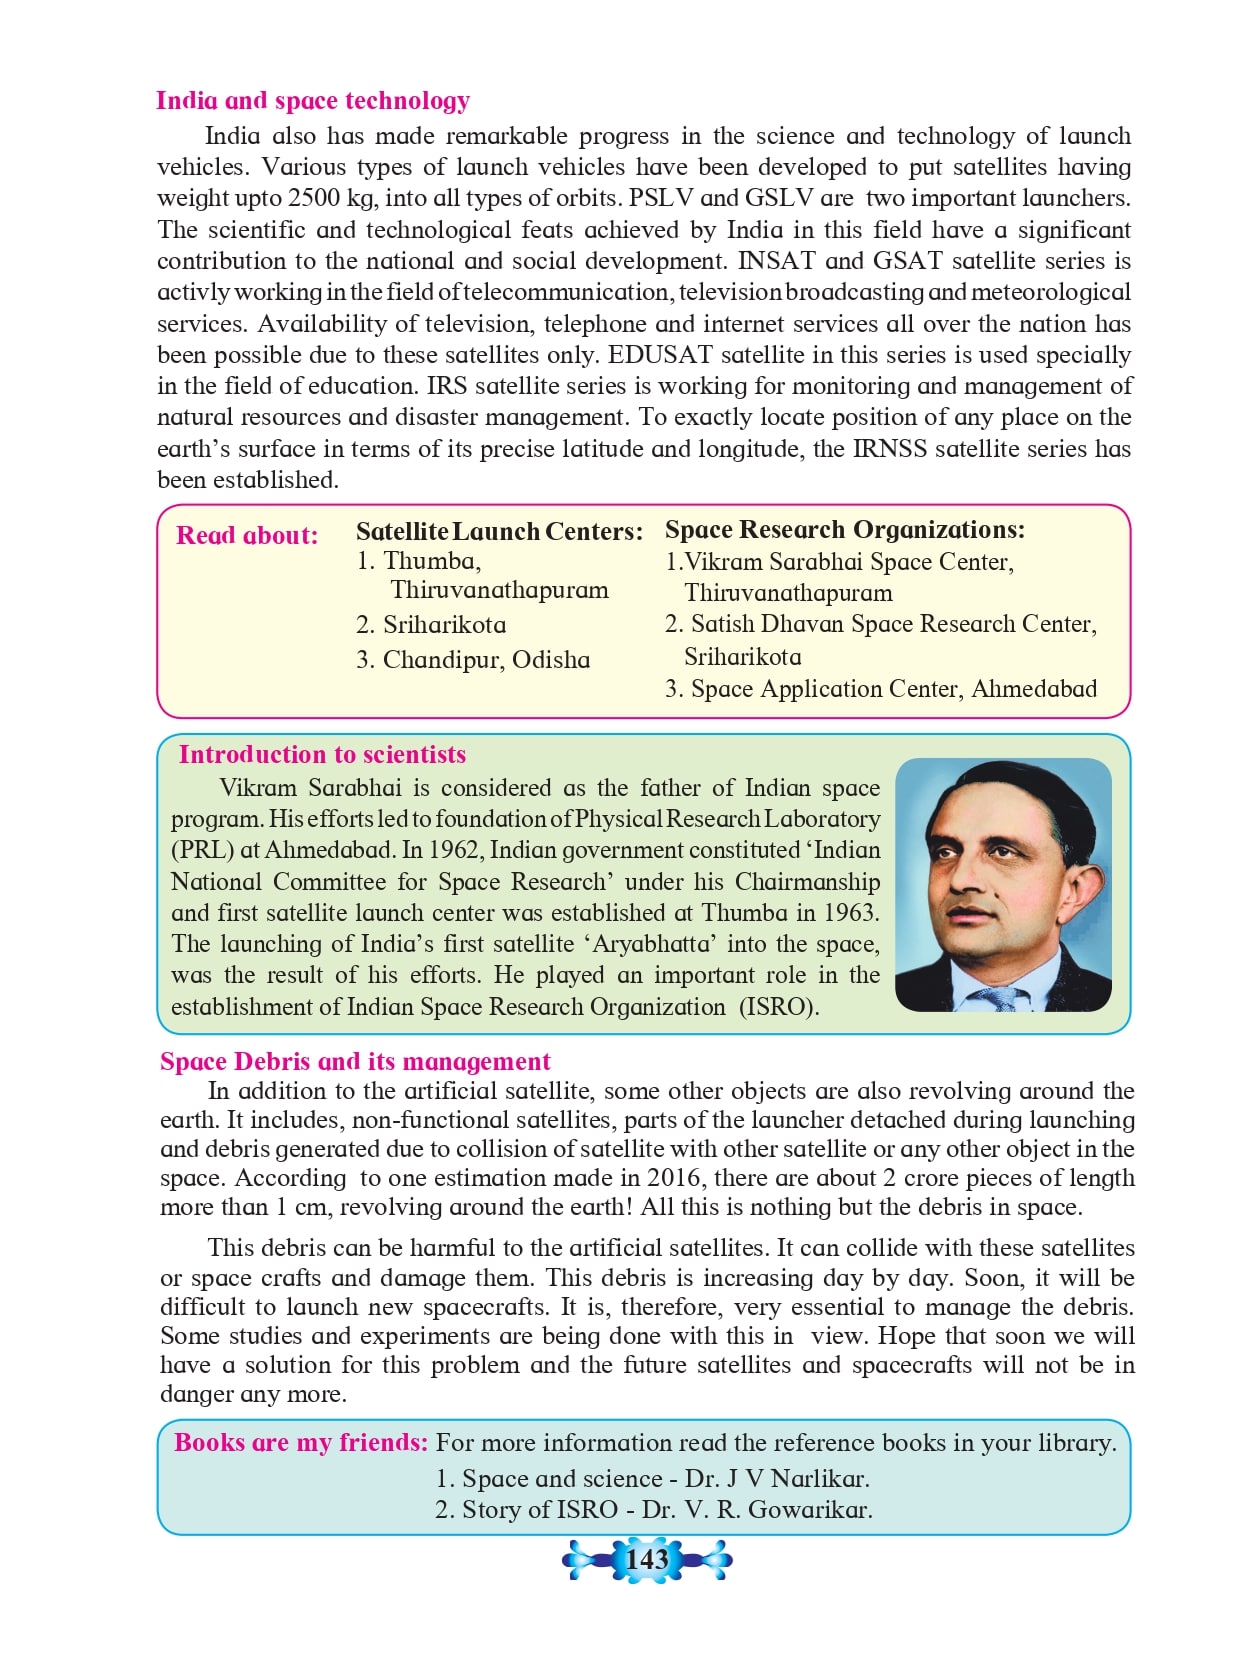 India and space technology
India also has made remarkable progress in the science and technology of launch
vehicles. Various types of launch vehicles have been developed to put satellites having
weight upto 2500 kg, into all types of orbits. PSLV and GSLV are two important launchers.
The scientific and technological feats achieved by India in this field have a significant
contribution to the national and social development. INSAT and GSAT satellite series is
activly working in the field of telecommunication, television broadcasting and meteorological
services. Availability of television, telephone and internet services all over the nation has
been possible due to these satellites only. EDUSAT satellite in this series is used specially
in the field of education. IRS satellite series is working for monitoring and management of
natural resources and disaster management. To exactly locate position of any place on the
earth’s surface in terms of its precise latitude and longitude, the IRNSS satellite series has
been established.
Read about:
Satellite Launch Centers:
1. Thumba,
Thiruvanathapuram
2. Sriharikota
3. Chandipur, Odisha
Space Research Organizations:
1.Vikram Sarabhai Space Center,
Thiruvanathapuram
2. Satish Dhavan Space Research Center,
Sriharikota
3. Space Application Center, Ahmedabad
Introduction to scientists
Vikram Sarabhai is considered as the father of Indian space
program. His efforts led to foundation of Physical Research Laboratory
(PRL) at Ahmedabad. In 1962, Indian government constituted ‘Indian
National Committee for Space Research’ under his Chairmanship
and first satellite launch center was established at Thumba in 1963.
The launching of India’s first satellite ‘Aryabhatta’ into the space,
was the result of his efforts. He played an important role in the
establishment of Indian Space Research Organization (ISRO).
Space Debris and its management
In addition to the artificial satellite, some other objects are also revolving around the
earth. It includes, non-functional satellites, parts of the launcher detached during launching
and debris generated due to collision of satellite with other satellite or any other object in the
space. According to one estimation made in 2016, there are about 2 crore pieces of length
more than 1 cm, revolving around the earth! All this is nothing but the debris in space.
This debris can be harmful to the artificial satellites. It can collide with these satellites
or space crafts and damage them. This debris is increasing day by day. Soon, it will be
difficult to launch new spacecrafts. It is, therefore, very essential to manage the debris.
Some studies and experiments are being done with this in view. Hope that soon we will
have a solution for this problem and the future satellites and spacecrafts will not be in
danger any more.
Books are my friends: For more information read the reference books in your library.
1. Space and science - Dr. J V Narlikar.
2. Story of ISRO - Dr. V. R. Gowarikar.
143